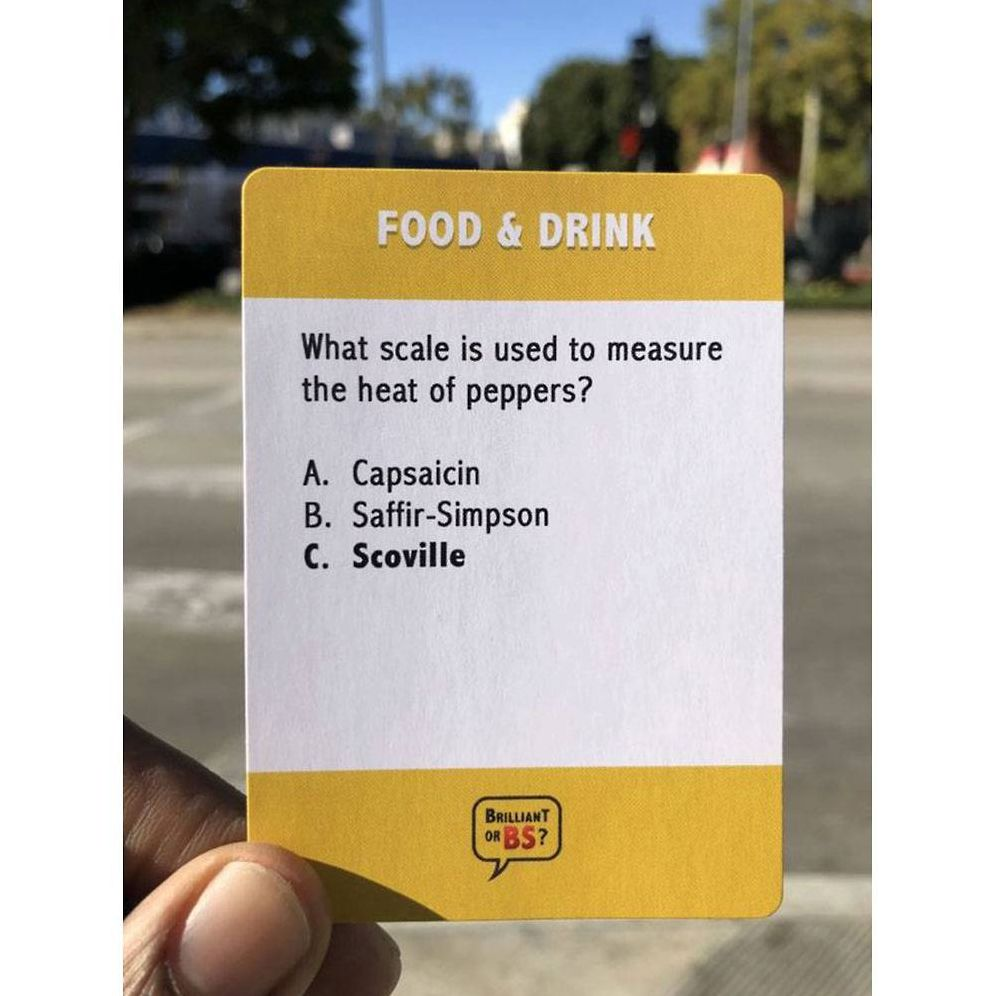 FOOD & DRINK
What scale is used to measure
the heat of peppers?
A. Capsaicin
B. Saffir-Simpson
C. Scoville
BRILLIANT
OR BS?